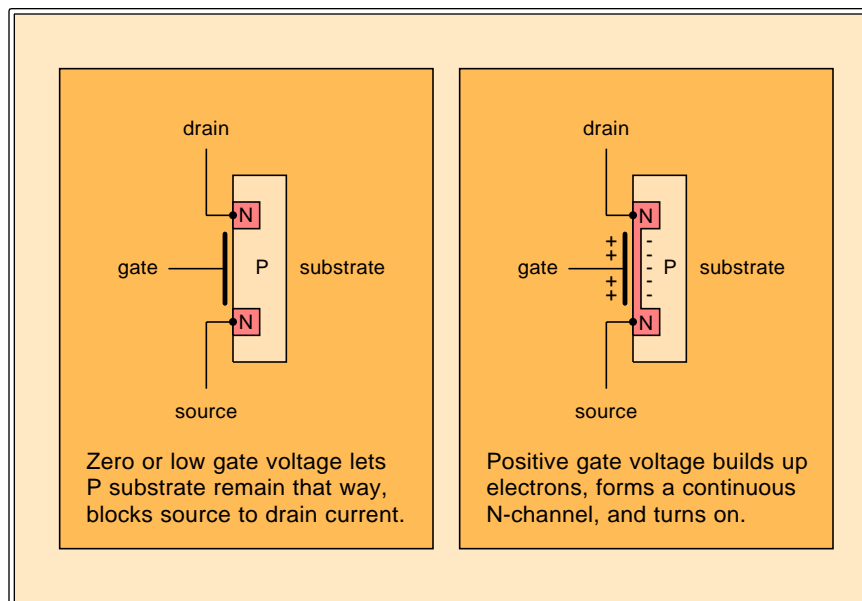 drain
N
gate
P
substrate
N
source
Zero or low gate voltage lets
P substrate remain that way,
blocks source to drain current.
drain
N
+
+
-
-
gate
-
P
substrate
+
+
-
-
N
source
Positive gate voltage builds up
electrons, forms a continuous
N-channel, and turns on.